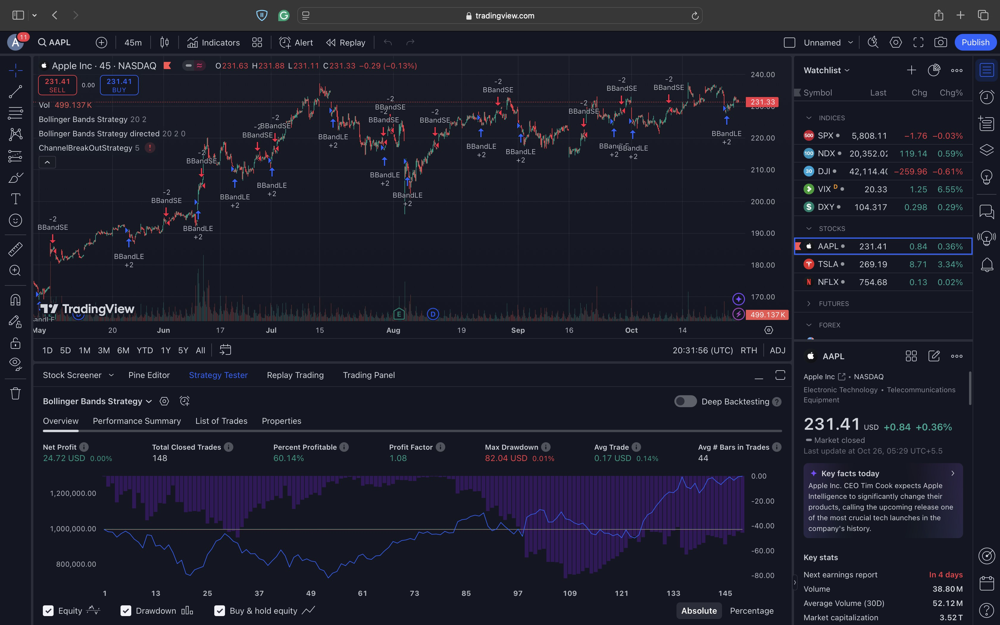 tradingview.com
A 11 AAPL 45m Indicators Alert Replay Unnamed Publish
Apple Inc · 45 · NASDAQ O231.63 H231.88 L231.11 C231.33 −0.29 (−0.13%)
231.41 SELL 0.00 231.41 BUY
Vol 499.137 K
Bollinger Bands Strategy 20 2
Bollinger Bands Strategy directed 20 2 0
ChannelBreakOutStrategy 5 !
-2
BBandSE
BBandLE
+2
-2
BBandSE
-2
BBandSE
BBandLE
+2
BBandLE
+2
-2
BBandSE
-2
BBandSE
BBandLE
+2
BBandLE
+2
-2
BBandSE
-2
BBandSE
BBandLE
+2
BBandLE
+2
-2
BBandSE
BBandLE
+2
-2
BBandSE
BBandLE
+2
-2
BBandSE
-2
BBandSE
BBandLE
+2
BBandLE
+2
-2
BBandSE
BBandLE
+2
240.00
231.33
230.00
220.00
210.00
200.00
190.00
180.00
170.00
499.137 K
TradingView
E D
May 20 Jun 17 Jul 15 Aug 19 Sep 16 Oct 14
1D 5D 1M 3M 6M YTD 1Y 5Y All 20:31:56 (UTC) RTH ADJ
Stock Screener Pine Editor Strategy Tester Replay Trading Trading Panel
Bollinger Bands Strategy Deep Backtesting ?
Overview Performance Summary List of Trades Properties
Net Profit Total Closed Trades Percent Profitable Profit Factor Max Drawdown Avg Trade Avg # Bars in Trades
24.72 USD 0.00% 148 60.14% 1.08 82.04 USD 0.01% 0.17 USD 0.14% 44
1,200,000.00
1,000,000.00
800,000.00
0.00
-20.00
-40.00
-60.00
-80.00
1 13 25 37 49 61 73 85 97 109 121 133 145
Equity Drawdown Buy & hold equity Absolute Percentage
Watchlist
Symbol Last Chg Chg%
INDICES
500 SPX 5,808.11 −1.76 −0.03%
100 NDX 20,352.02 119.14 0.59%
30 DJI 42,114.40 −259.96 −0.61%
VIX D 20.33 1.25 6.55%
$ DXY 104.317 0.298 0.29%
STOCKS
AAPL 231.41 0.84 0.36%
TSLA 269.19 8.71 3.34%
N NFLX 754.68 0.13 0.02%
FUTURES
FOREX
AAPL
Apple Inc • NASDAQ
Electronic Technology • Telecommunications
Equipment
231.41 USD +0.84 +0.36%
Market closed
Last update at Oct 26, 05:29 UTC+5.5
Key facts today
Apple Inc. CEO Tim Cook expects Apple
Intelligence to significantly change their
products, calling the upcoming release one
of the most crucial tech launches in the
company's history.
Key stats
Next earnings report In 4 days
Volume 38.80 M
Average Volume (30D) 52.12 M
Market capitalization 3.52 T